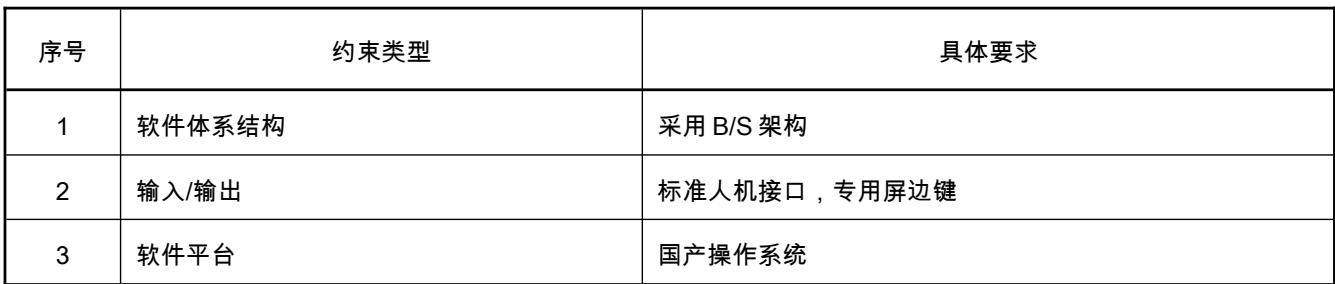 序号 约束类型 具体要求
1 软件体系结构 采用 B/S 架构
2 输入/输出 标准人机接口，专用屏边键
3 软件平台 国产操作系统